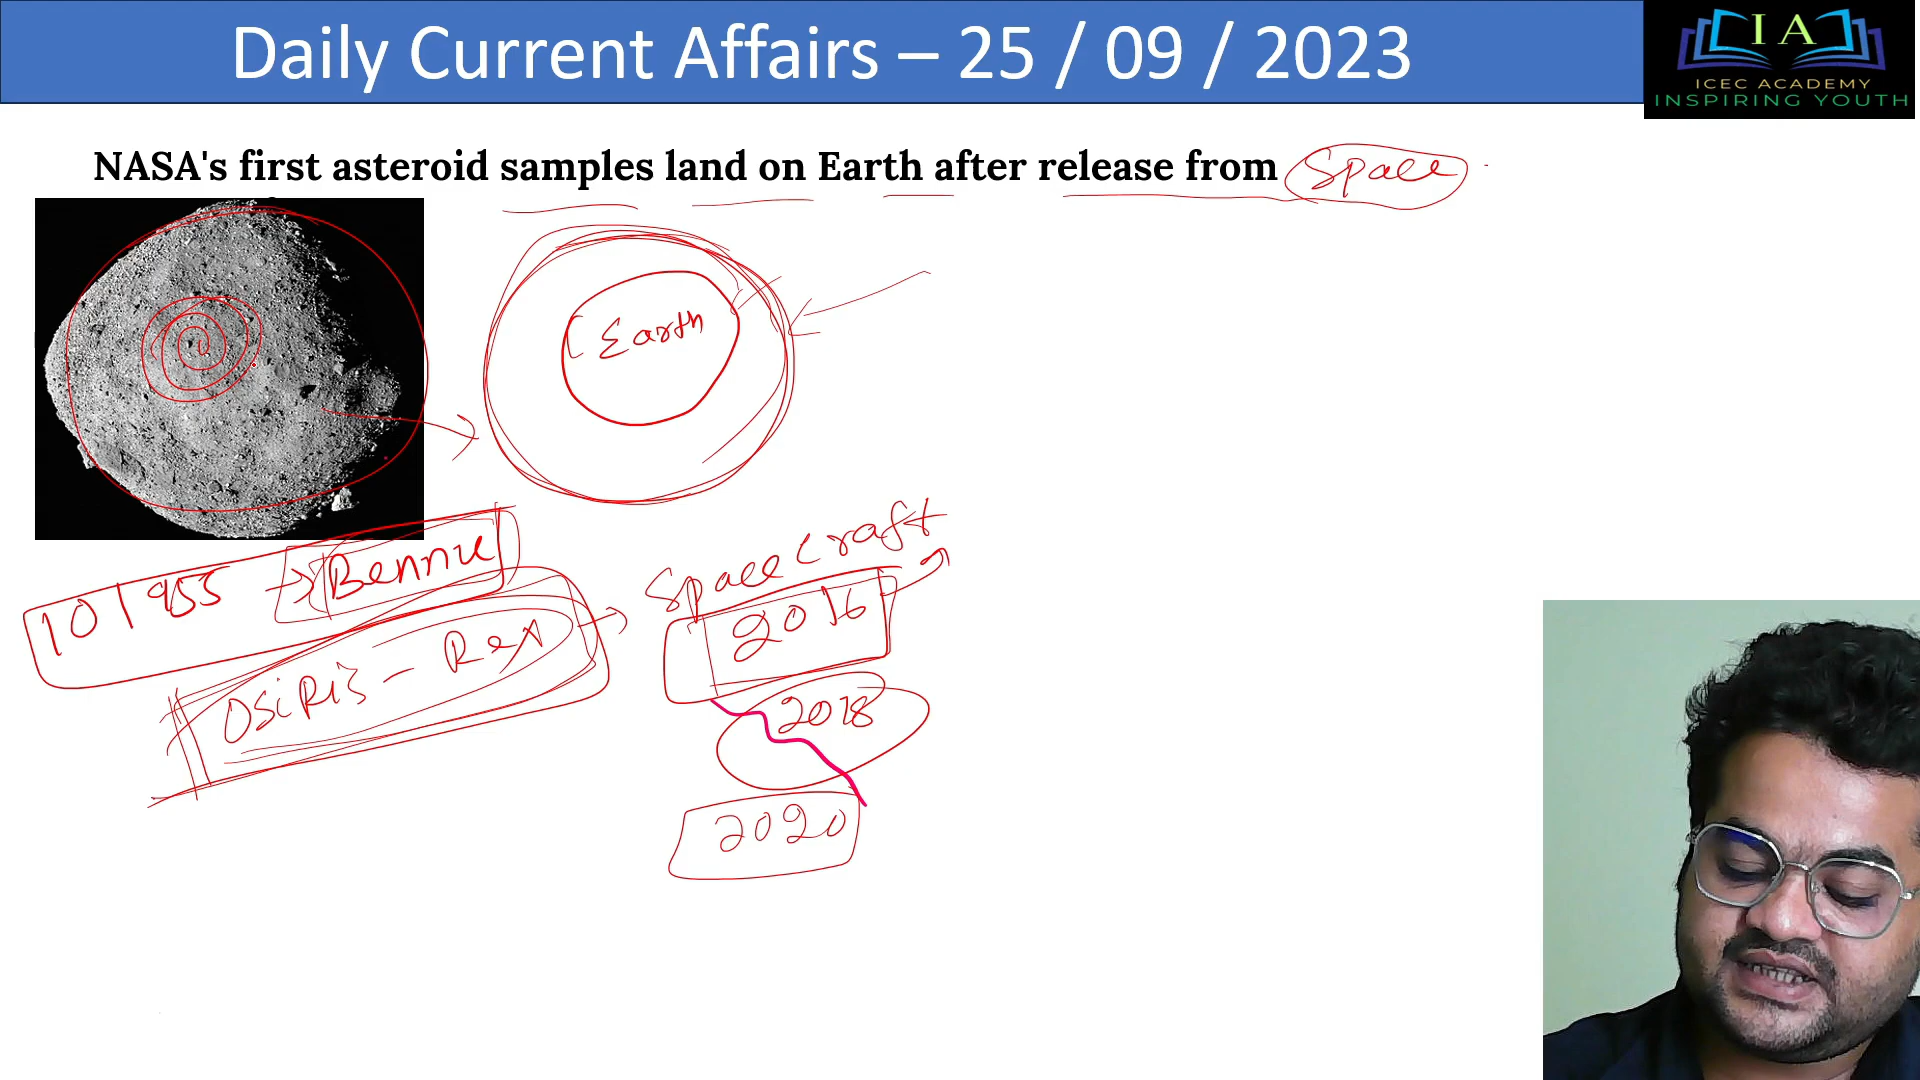 Daily Current Affairs – 25 / 09 / 2023
IA
ICEC ACADEMY
INSPIRING YOUTH
NASA's first asteroid samples land on Earth after release from Space
Earth
101955 → Bennu
OSiRiS - Rex → Spacecraft
2016
2018
2020